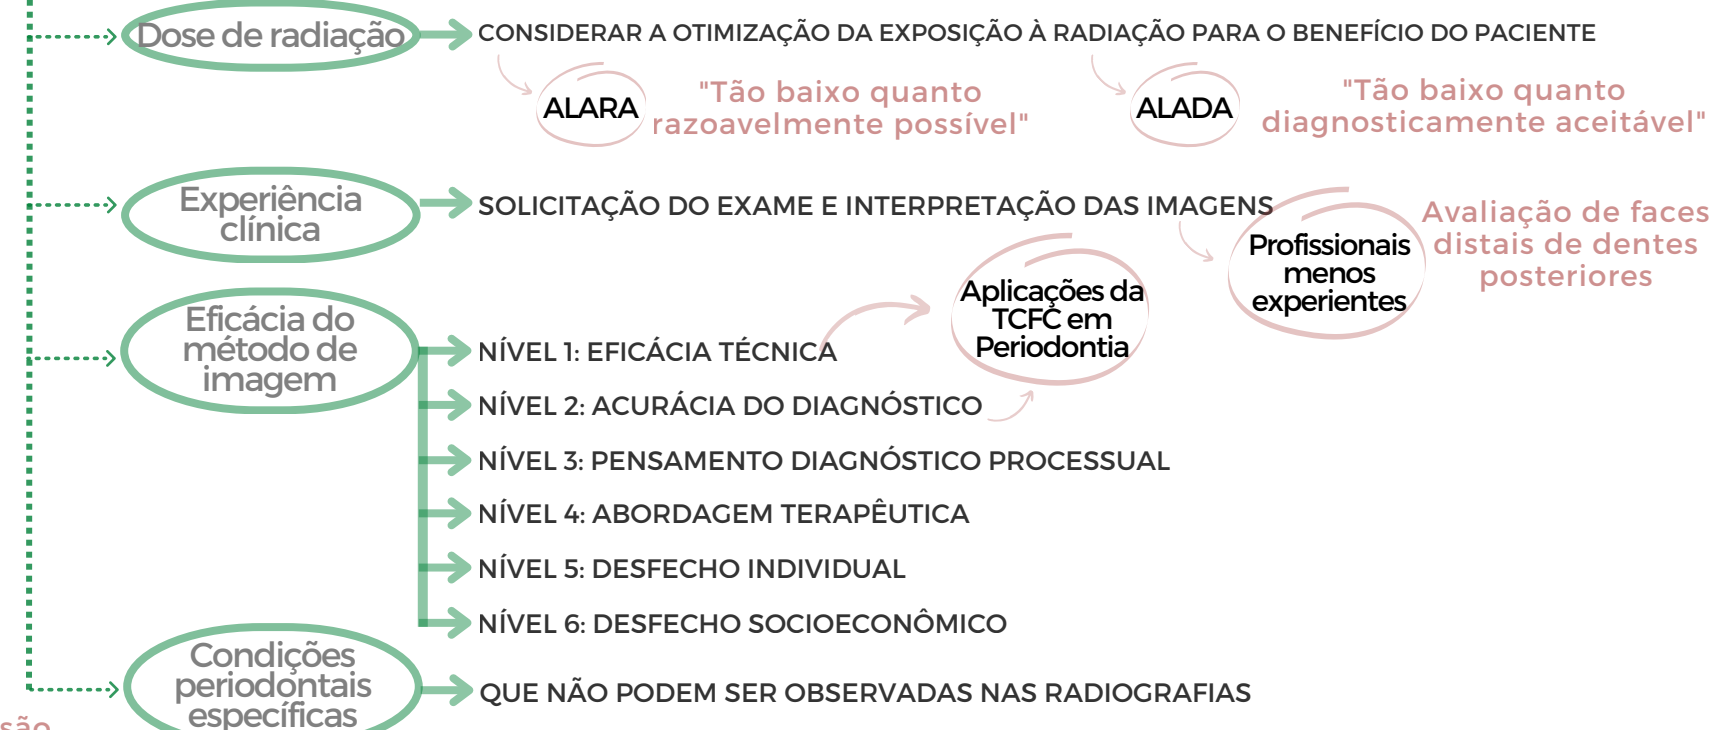 Dose de radiação
CONSIDERAR A OTIMIZAÇÃO DA EXPOSIÇÃO À RADIAÇÃO PARA O BENEFÍCIO DO PACIENTE
ALARA
"Tão baixo quanto
razoavelmente possível"
ALADA
"Tão baixo quanto
diagnosticamente aceitável"
Experiência
clínica
SOLICITAÇÃO DO EXAME E INTERPRETAÇÃO DAS IMAGENS
Profissionais
menos
experientes
Avaliação de faces
distais de dentes
posteriores
Eficácia do
método de
imagem
NÍVEL 1: EFICÁCIA TÉCNICA
NÍVEL 2: ACURÁCIA DO DIAGNÓSTICO
Aplicações da
TCFC em
Periodontia
NÍVEL 3: PENSAMENTO DIAGNÓSTICO PROCESSUAL
NÍVEL 4: ABORDAGEM TERAPÊUTICA
NÍVEL 5: DESFECHO INDIVIDUAL
NÍVEL 6: DESFECHO SOCIOECONÔMICO
Condições
periodontais
específicas
QUE NÃO PODEM SER OBSERVADAS NAS RADIOGRAFIAS